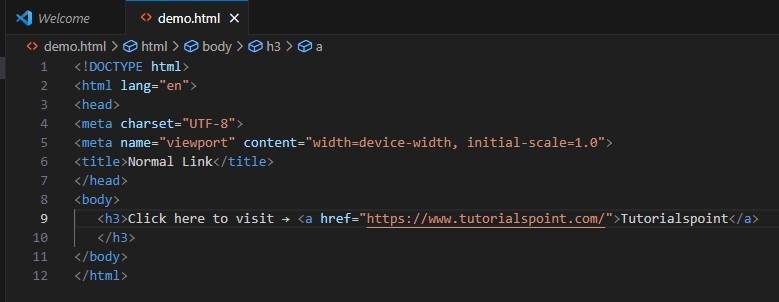 Welcome
demo.html
demo.html > html > body > h3 > a
1 <!DOCTYPE html>
2 <html lang="en">
3 <head>
4 <meta charset="UTF-8">
5 <meta name="viewport" content="width=device-width, initial-scale=1.0">
6 <title>Normal Link</title>
7 </head>
8 <body>
9 <h3>Click here to visit → <a href="https://www.tutorialspoint.com/">Tutorialspoint</a>
10 </h3>
11 </body>
12 </html>